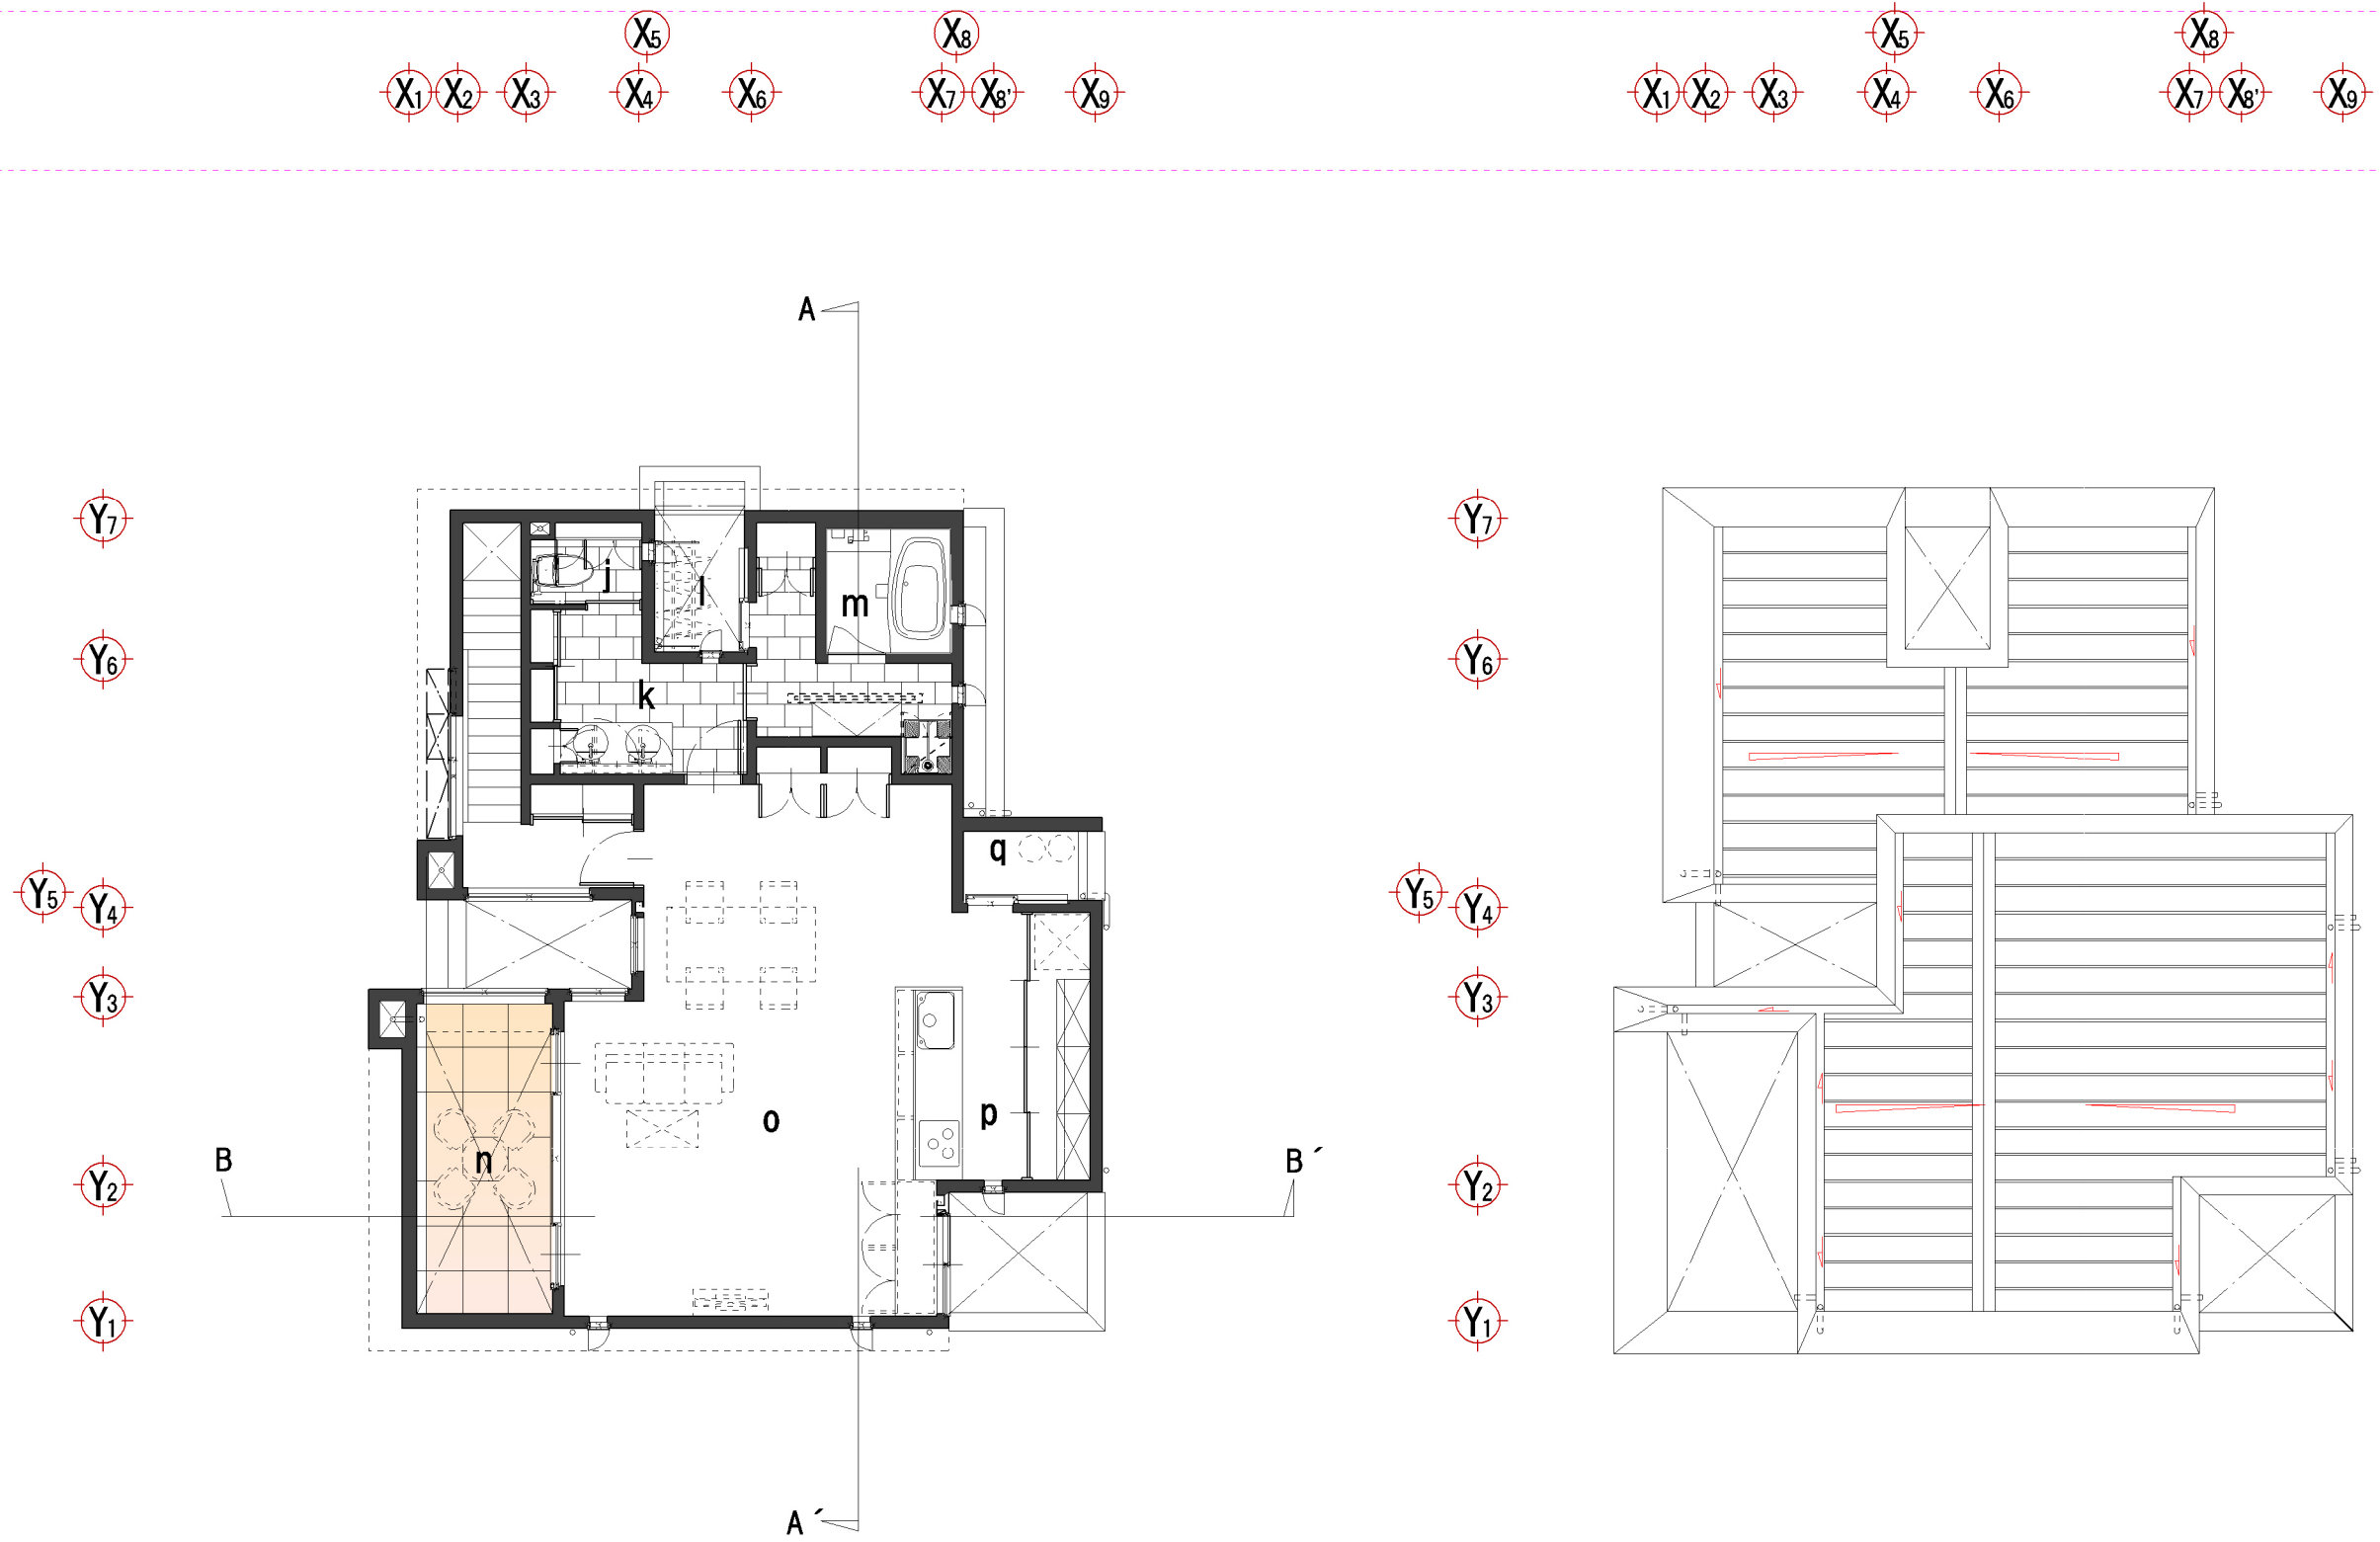 X5 X8 X5 X8
X1 X2 X3 X4 X6 X7 X8' X9 X1 X2 X3 X4 X6 X7 X8' X9
A
Y7 Y7
j l m
Y6 Y6
k
q
Y5 Y4 Y5 Y4
Y3 Y3
o p
B n B´
Y2 Y2
Y1 Y1
A´